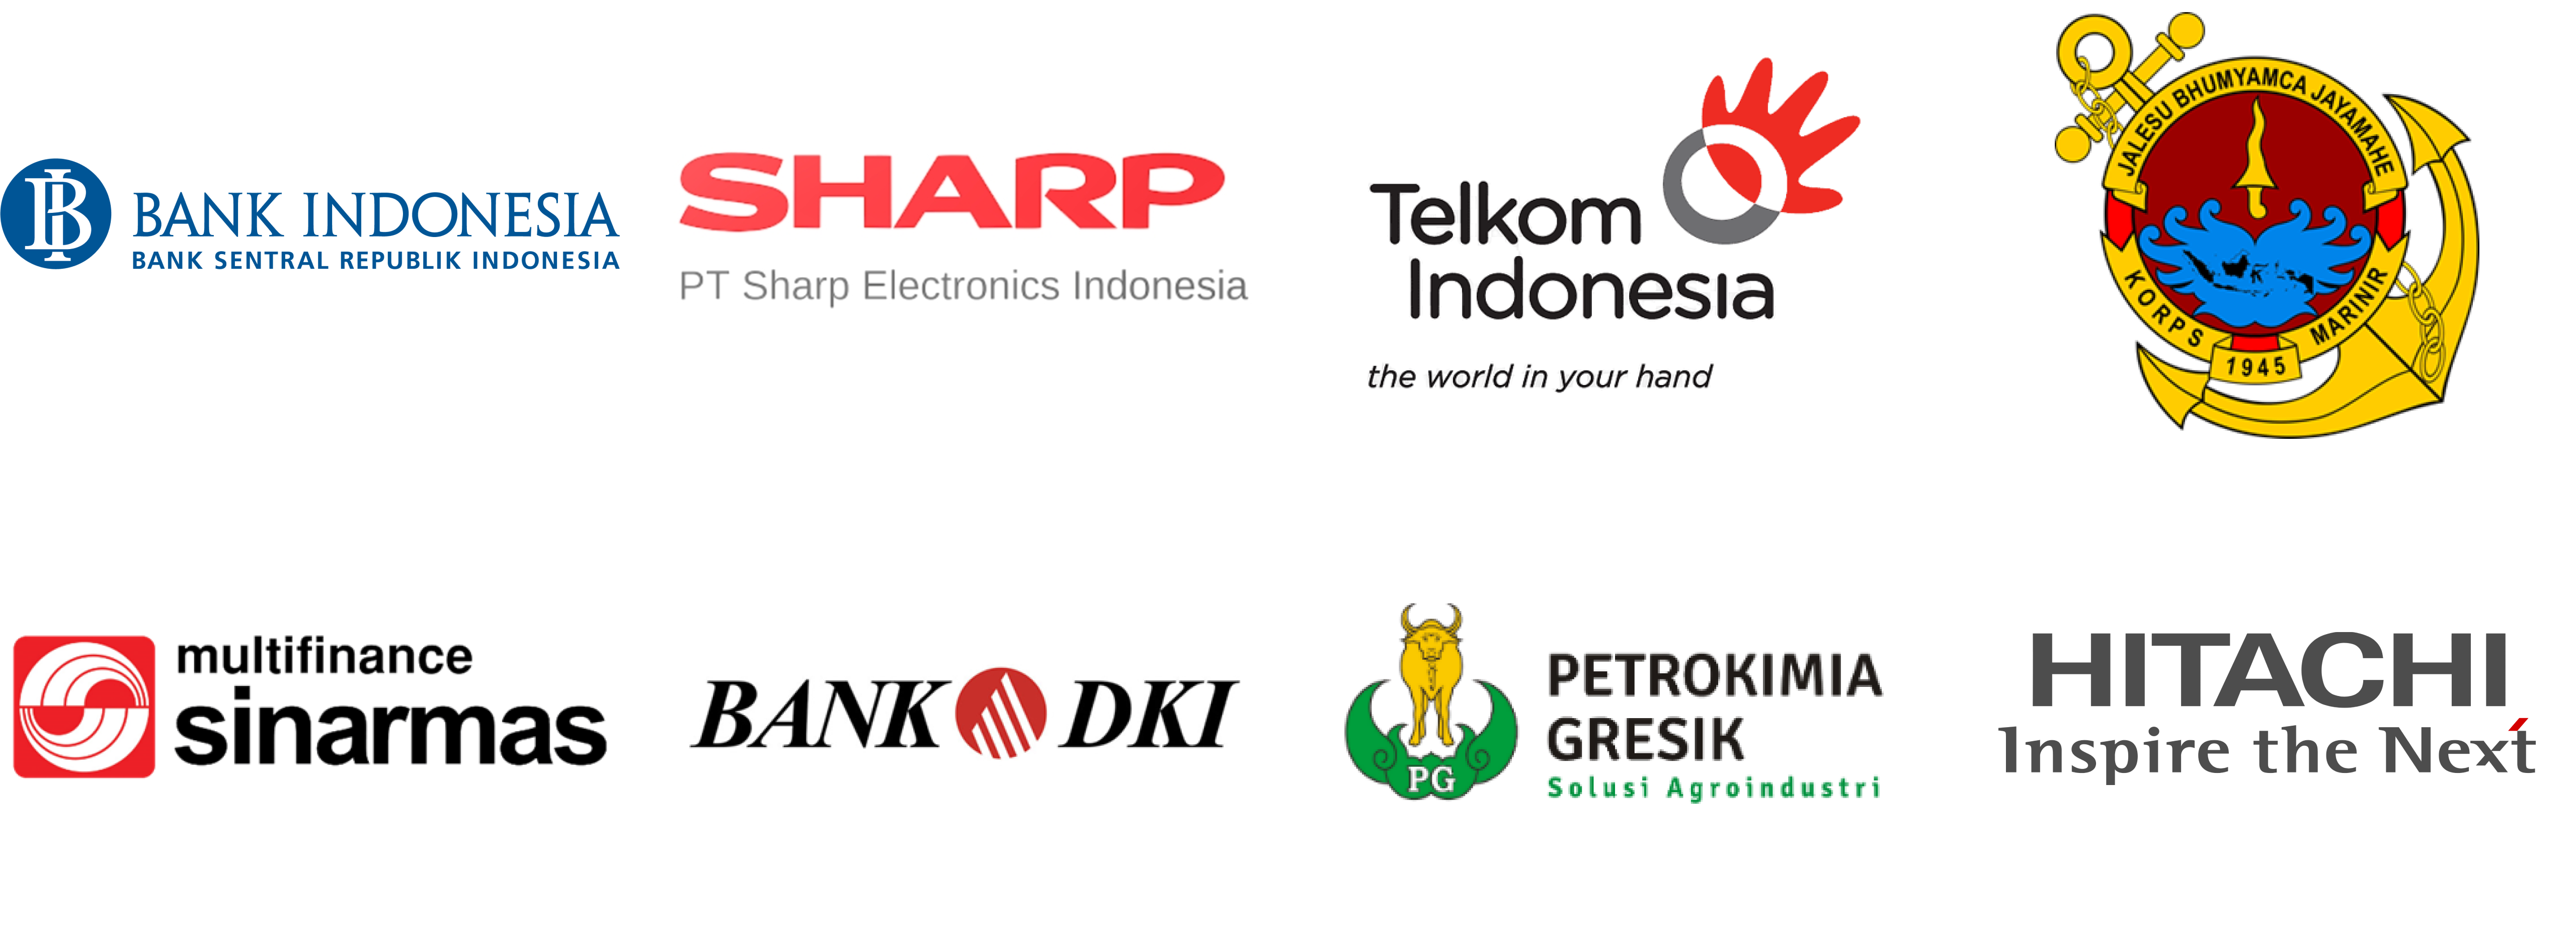 BI
BANK INDONESIA
BANK SENTRAL REPUBLIK INDONESIA
SHARP
PT Sharp Electronics Indonesia
Telkom
Indonesia
the world in your hand
JALESU BHUMYAMCA JAYAMAHE
KORPS MARINIR
1945
multifinance
sinarmas
BANK DKI
PETROKIMIA
GRESIK
Solusi Agroindustri
PG
HITACHI
Inspire the Next